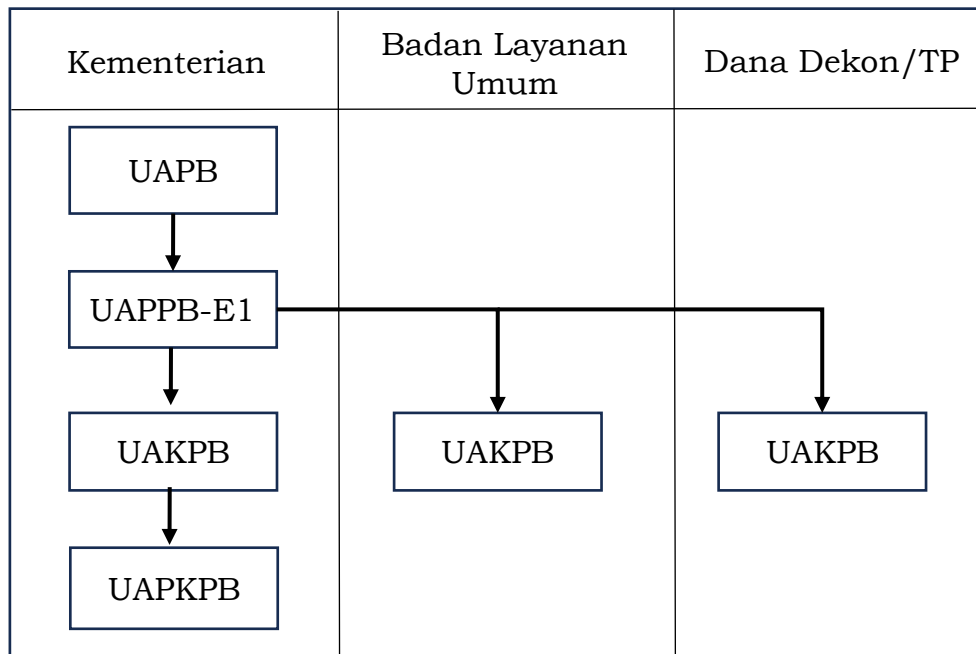 Kementerian
Badan Layanan
Umum
Dana Dekon/TP
UAPB
UAPPB-E1
UAKPB
UAKPB
UAKPB
UAPKPB